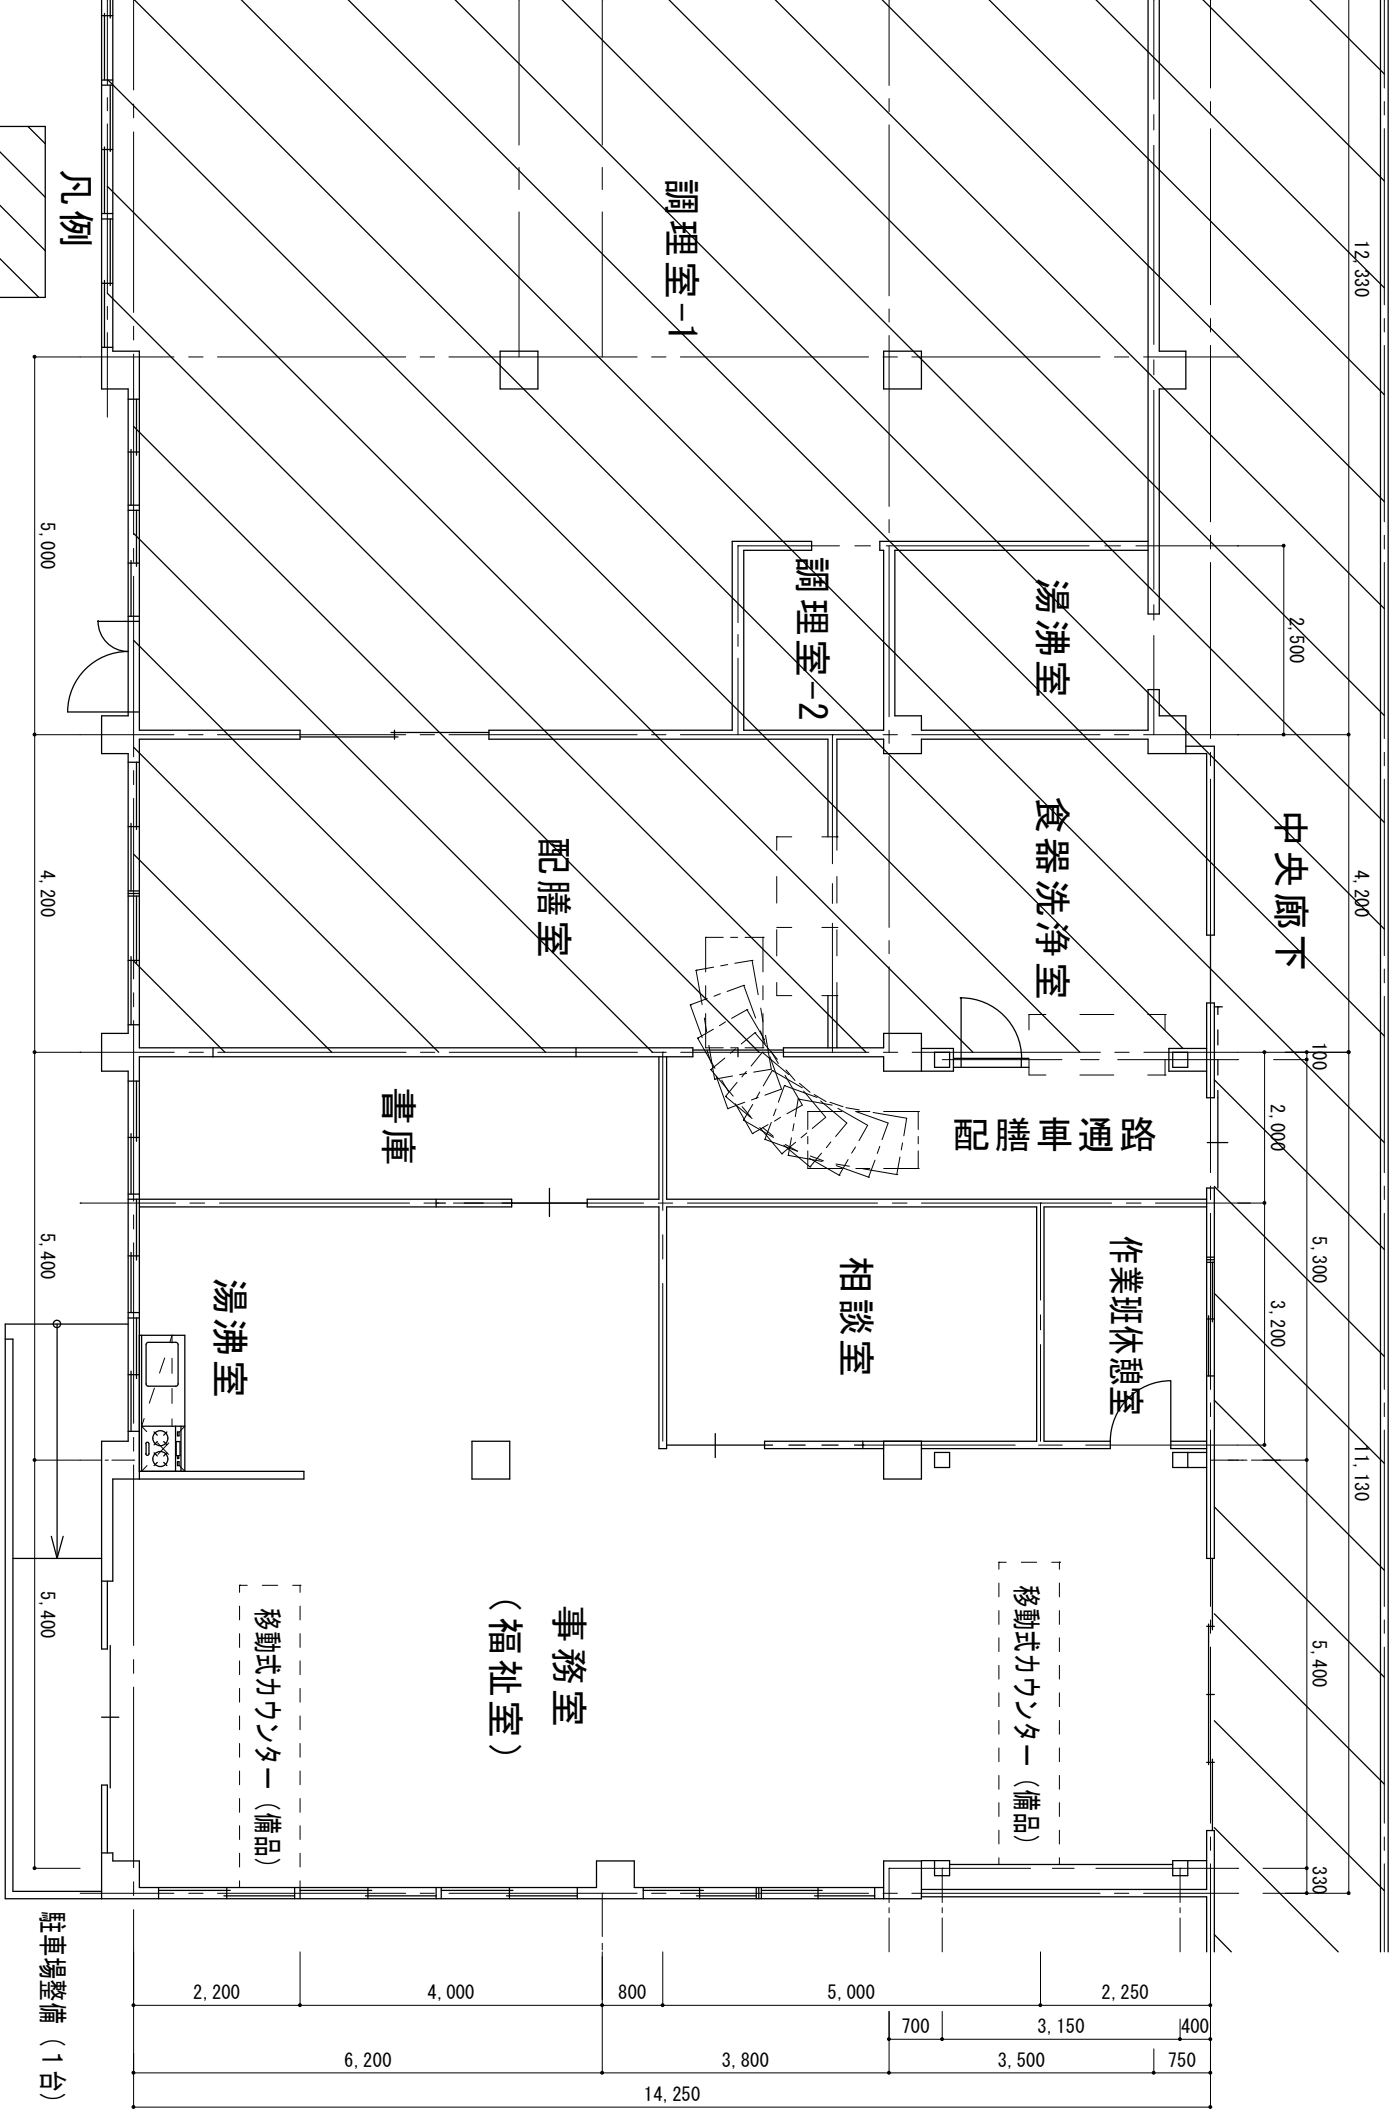 12,330
4,200
11,130
100
5,300
5,400
330
2,500
2,000
3,200
中央廊下
調理室-1
調理室-2
湯沸室
食器洗浄室
配膳室
配膳車通路
書庫
相談室
作業班休憩室
湯沸室
事務室
(福祉室)
移動式カウンター(備品)
移動式カウンター(備品)
凡例
5,000
4,200
5,400
5,400
駐車場整備(1台)
2,200
4,000
800
5,000
2,250
700
3,150
400
6,200
3,800
3,500
750
14,250